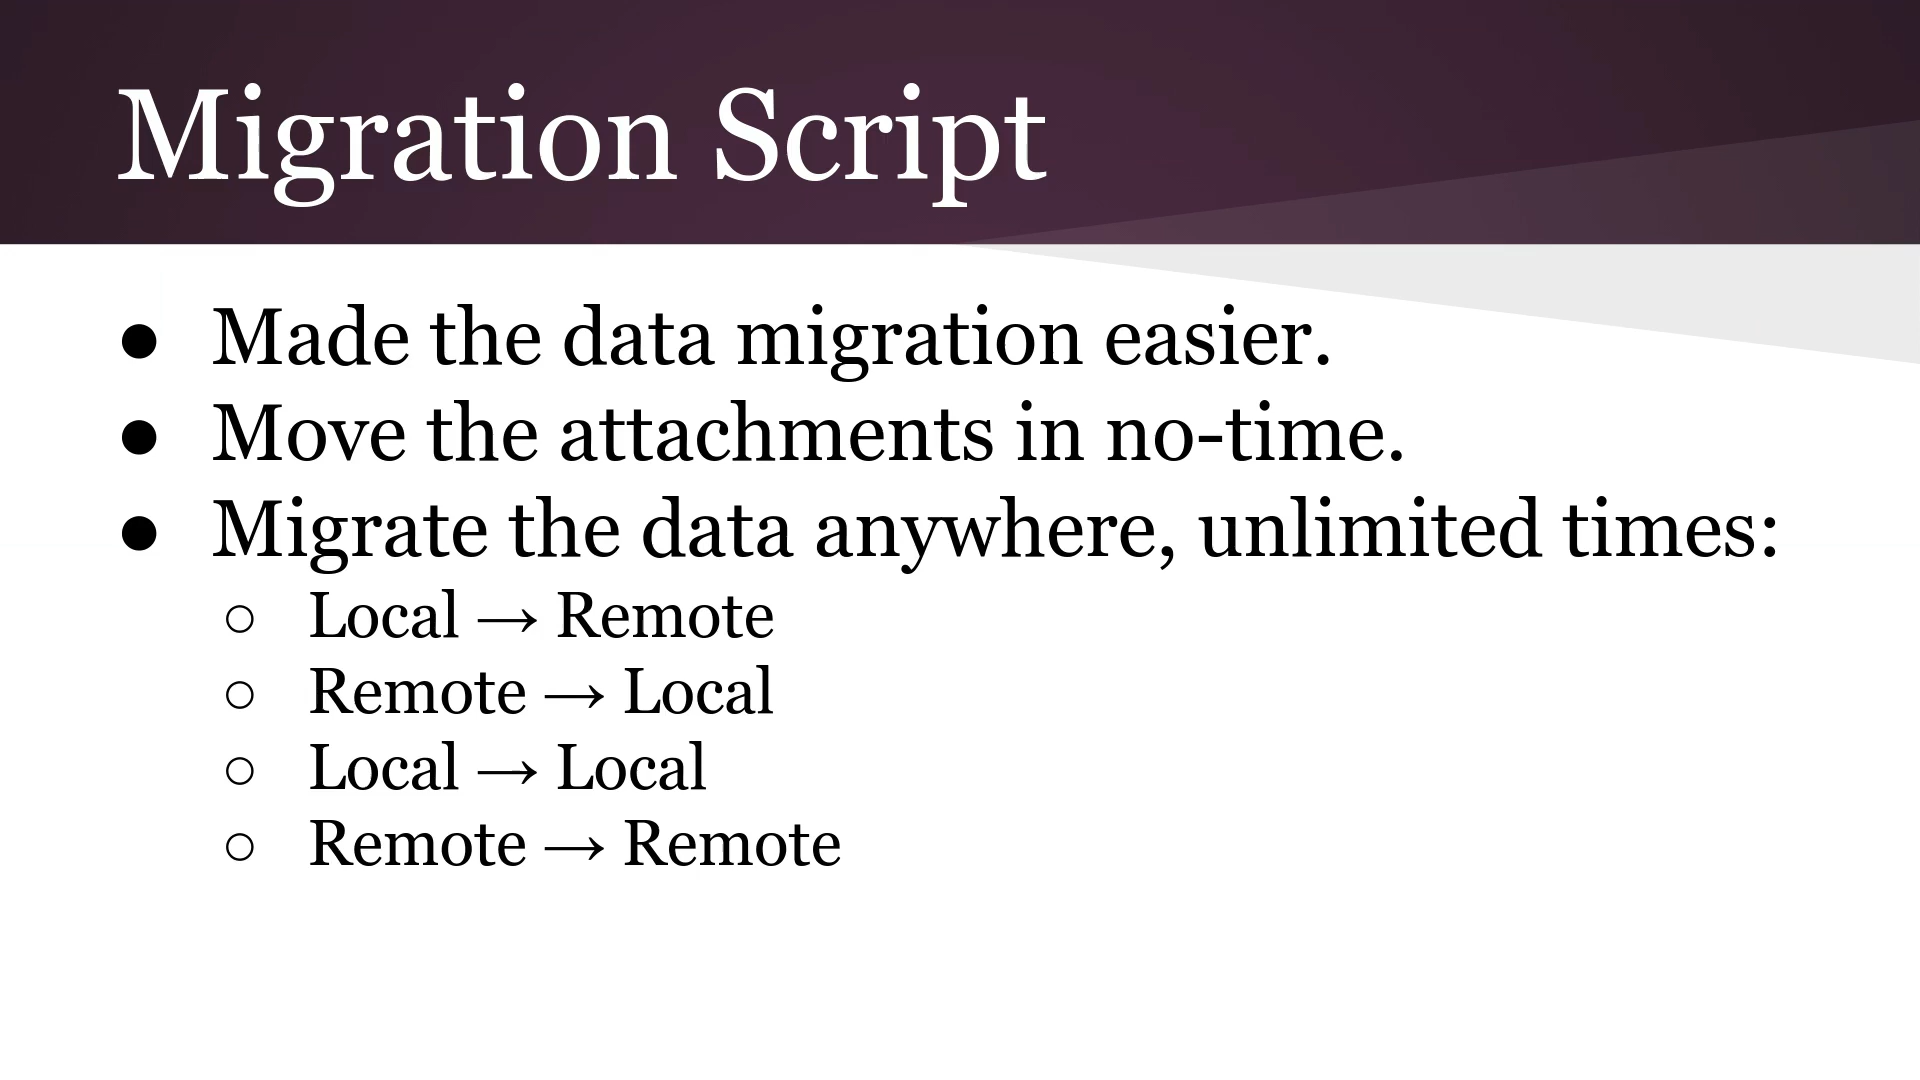 Migration Script
● Made the data migration easier.
● Move the attachments in no-time.
● Migrate the data anywhere, unlimited times:
○ Local → Remote
○ Remote → Local
○ Local → Local
○ Remote → Remote